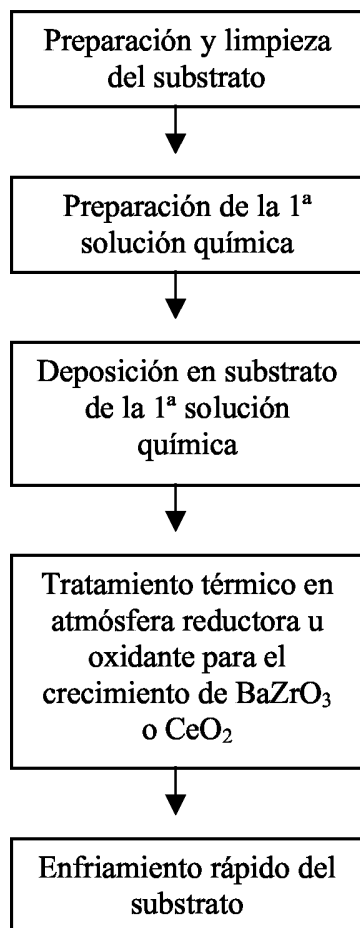 Preparación y limpieza
del substrato
Preparación de la 1ª
solución química
Deposición en substrato
de la 1ª solución
química
Tratamiento térmico en
atmósfera reductora u
oxidante para el
crecimiento de BaZrO₃
o CeO₂
Enfriamiento rápido del
substrato